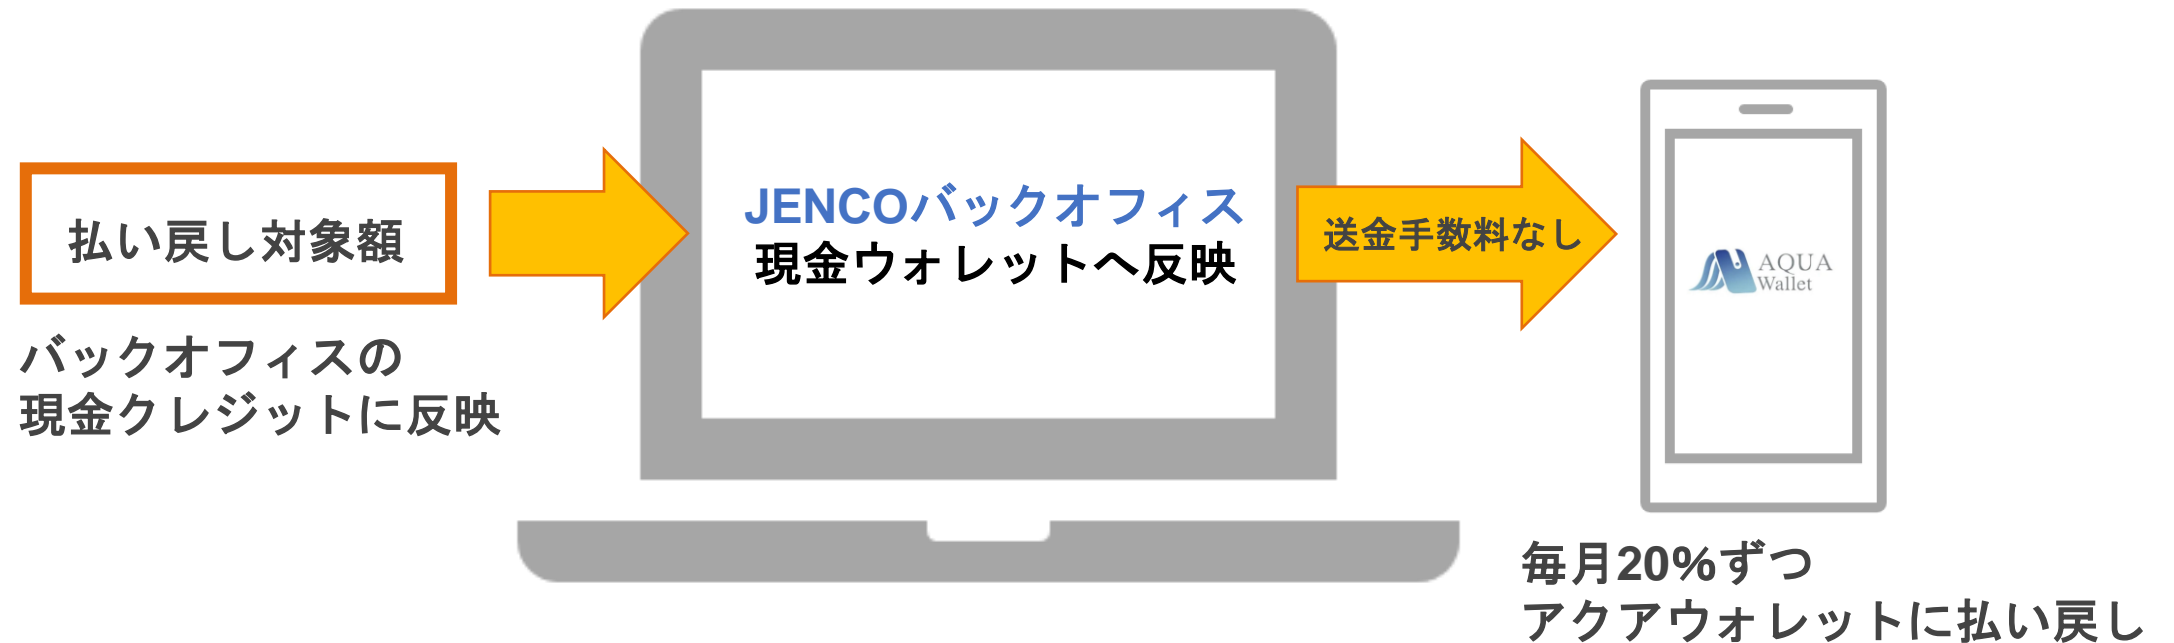 払い戻し対象額
バックオフィスの
現金クレジットに反映
JENCOバックオフィス
現金ウォレットへ反映
送金手数料なし
AQUA
Wallet
毎月20%ずつ
アクアウォレットに払い戻し